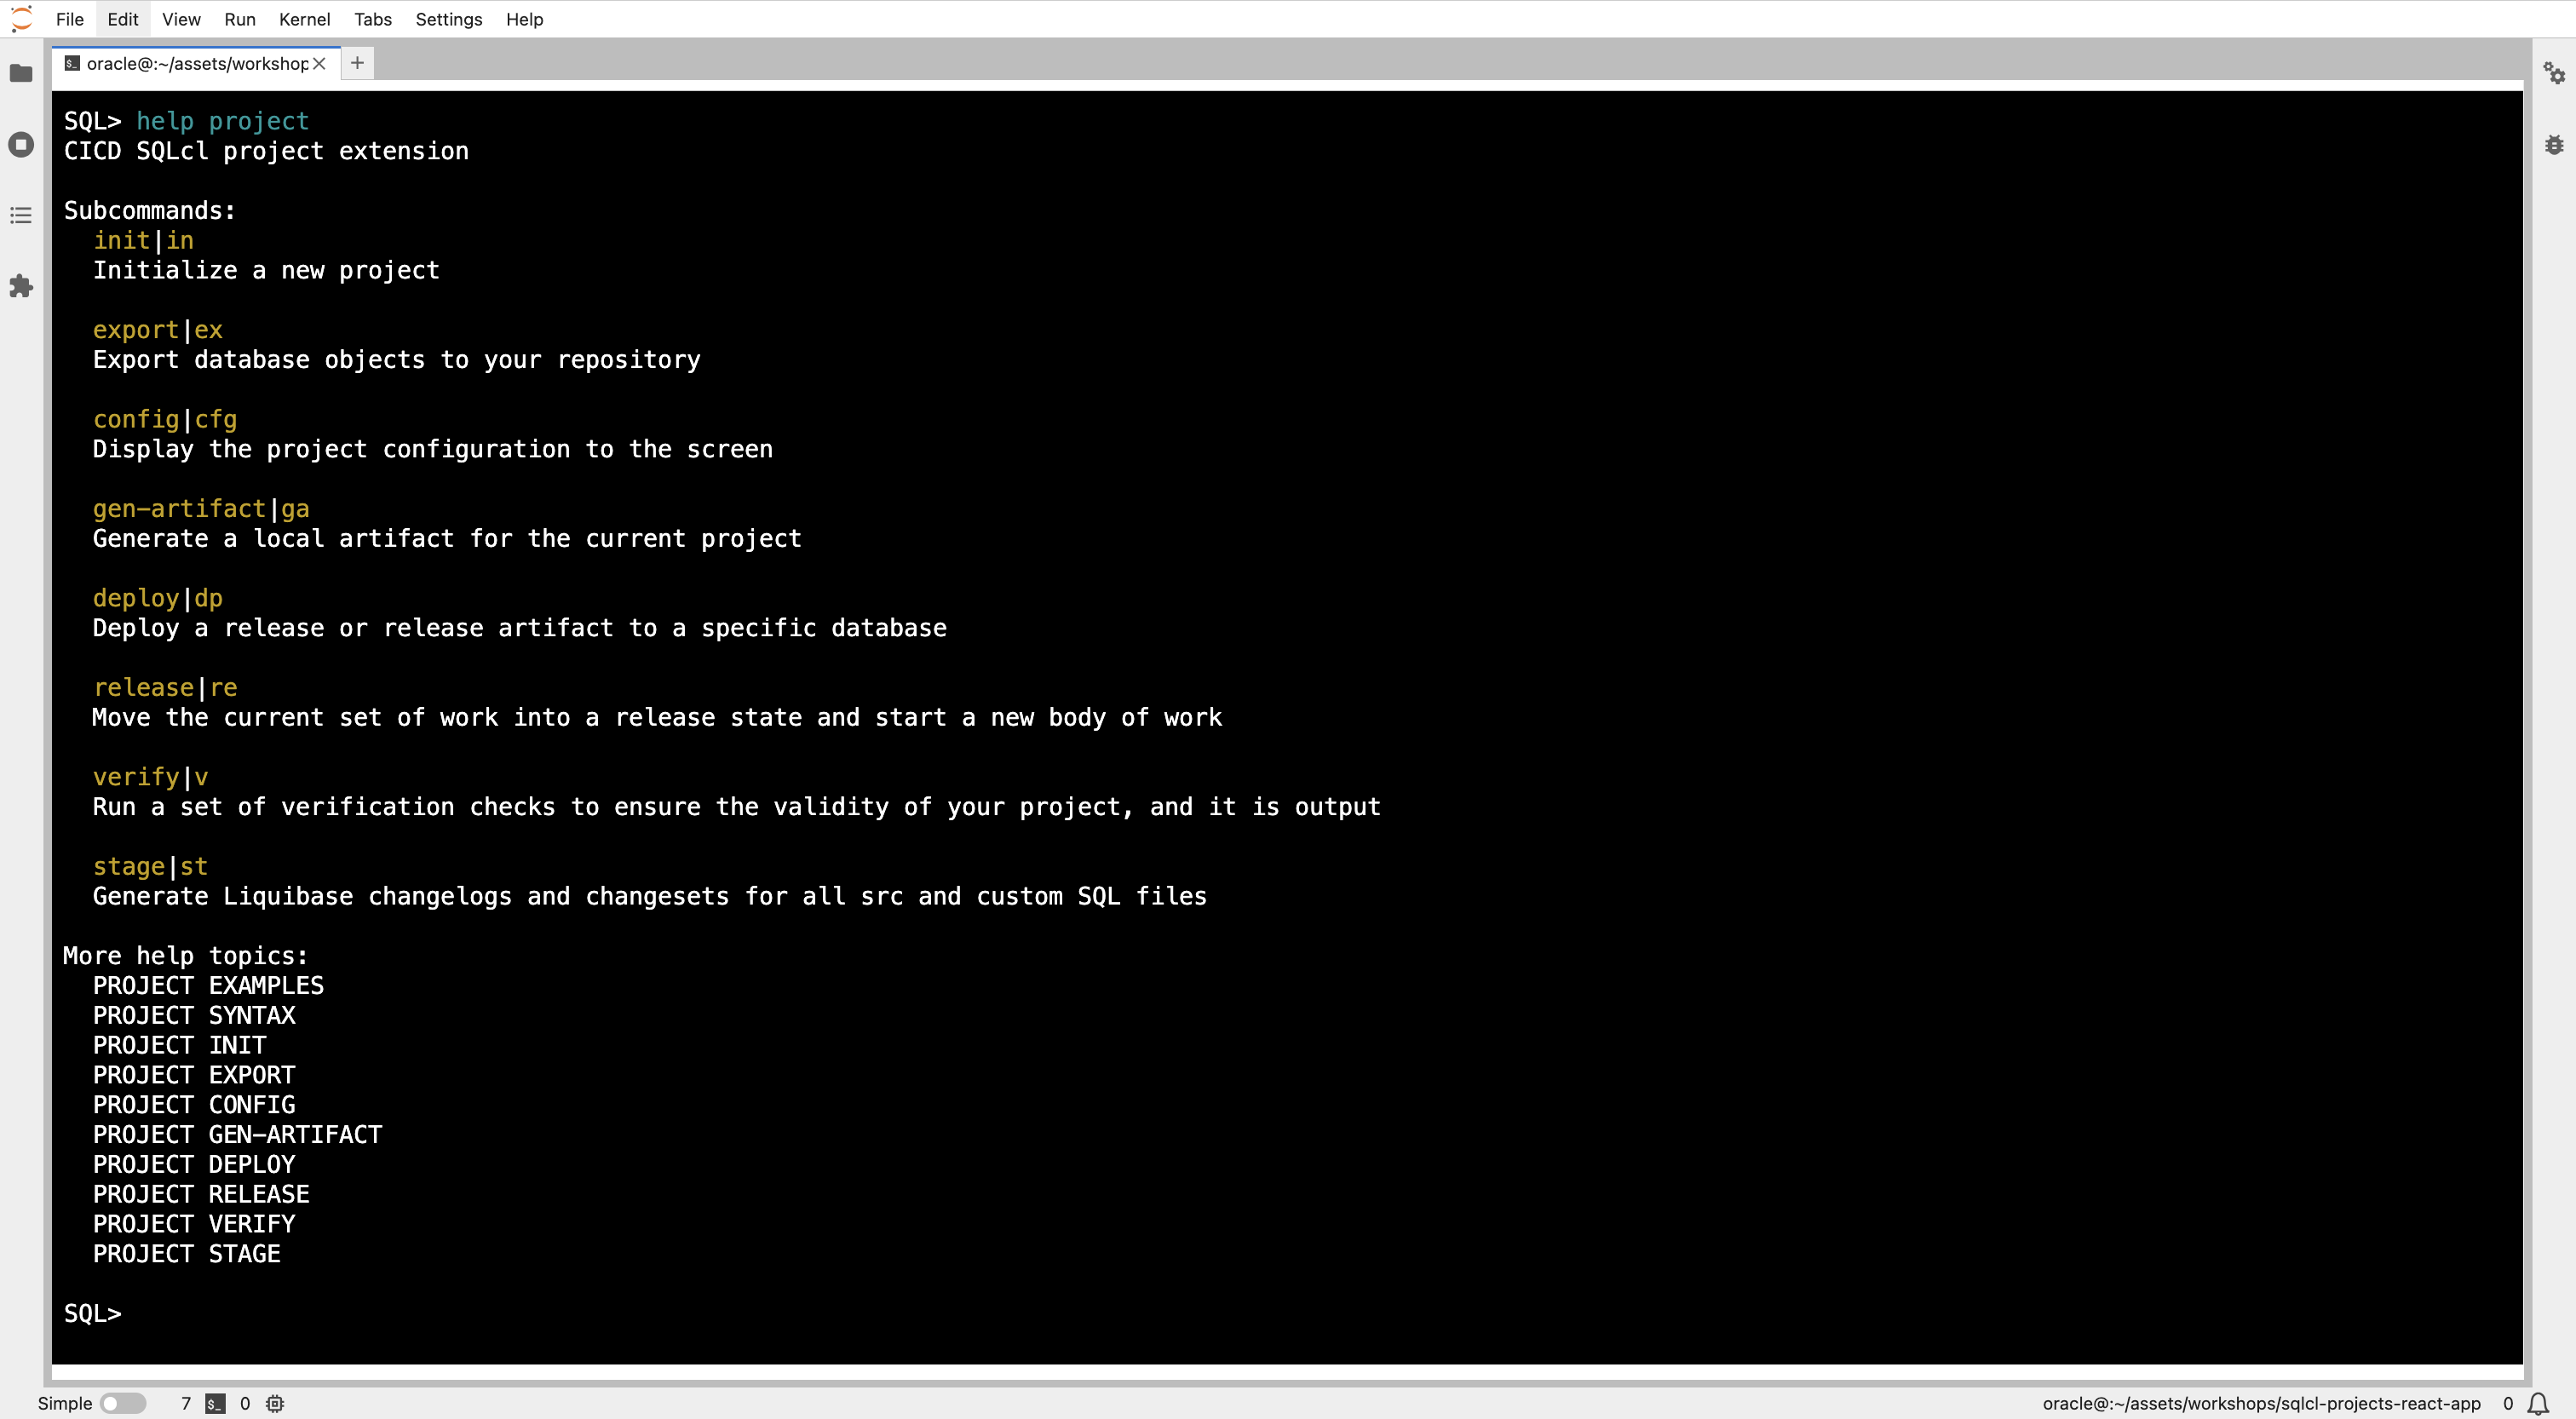 File Edit View Run Kernel Tabs Settings Help
oracle@:~/assets/workshop
SQL> help project
CICD SQLcl project extension
Subcommands:
init|in
Initialize a new project
export|ex
Export database objects to your repository
config|cfg
Display the project configuration to the screen
gen-artifact|ga
Generate a local artifact for the current project
deploy|dp
Deploy a release or release artifact to a specific database
release|re
Move the current set of work into a release state and start a new body of work
verify|v
Run a set of verification checks to ensure the validity of your project, and it is output
stage|st
Generate Liquibase changelogs and changesets for all src and custom SQL files
More help topics:
PROJECT EXAMPLES
PROJECT SYNTAX
PROJECT INIT
PROJECT EXPORT
PROJECT CONFIG
PROJECT GEN-ARTIFACT
PROJECT DEPLOY
PROJECT RELEASE
PROJECT VERIFY
PROJECT STAGE
SQL>
Simple 7 $_ 0 oracle@:~/assets/workshops/sqlcl-projects-react-app 0